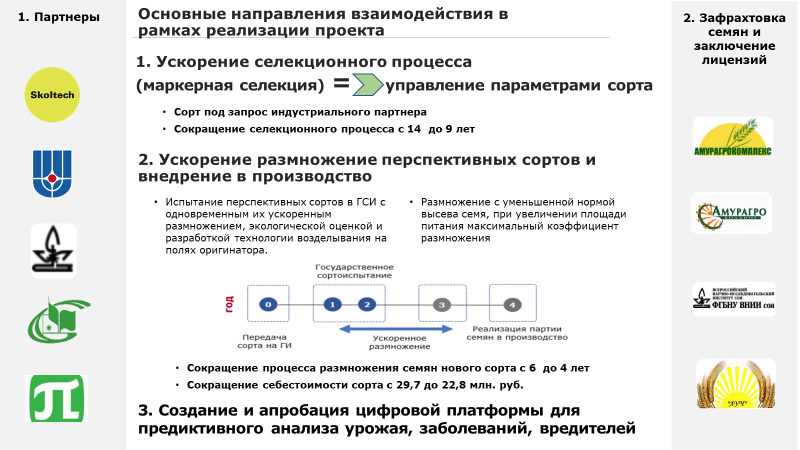 1. Партнеры
Skoltech
Основные направления взаимодействия в
рамках реализации проекта
1. Ускорение селекционного процесса
(маркерная селекция) = управление параметрами сорта
• Сорт под запрос индустриального партнера
• Сокращение селекционного процесса с 14 до 9 лет
2. Ускорение размножение перспективных сортов и
внедрение в производство
• Испытание перспективных сортов в ГСИ с
одновременным их ускоренным
размножением, экологической оценкой и
разработкой технологии возделывания на
полях оригинатора.
• Размножение с уменьшенной нормой
высева семя, при увеличении площади
питания максимальный коэффициент
размножения
Государственное
сортоиспытание
год
0 1 2 3 4
Передача
сорта на ГИ
Ускоренное
размножение
Реализация партии
семян в производство
• Сокращение процесса размножения семян нового сорта с 6 до 4 лет
• Сокращение себестоимости сорта с 29,7 до 22,8 млн. руб.
3. Создание и апробация цифровой платформы для
предиктивного анализа урожая, заболеваний, вредителей
2. Зафрахтовка
семян и
заключение
лицензий
АМУРАГРОКОМПЛЕКС
АМУРАГРО
ВСЕРОССИЙСКИЙ
НАУЧНО-ИССЛЕДОВАТЕЛЬСКИЙ
ИНСТИТУТ СОИ
ФГБНУ ВНИИ СОИ